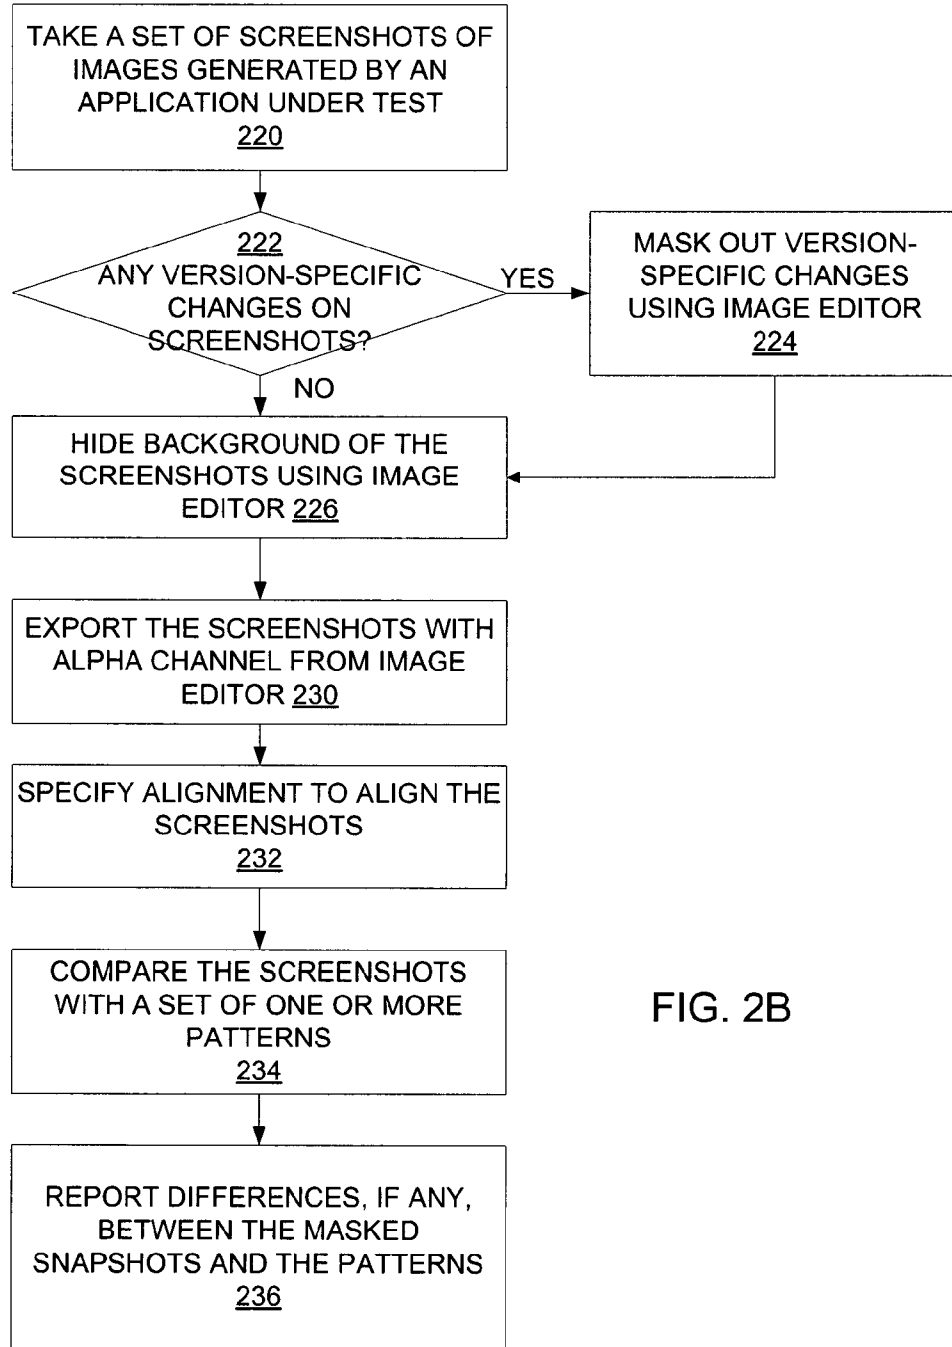 TAKE A SET OF SCREENSHOTS OF
IMAGES GENERATED BY AN
APPLICATION UNDER TEST
220
222
ANY VERSION-SPECIFIC
CHANGES ON
SCREENSHOTS?
YES
MASK OUT VERSION-
SPECIFIC CHANGES
USING IMAGE EDITOR
224
NO
HIDE BACKGROUND OF THE
SCREENSHOTS USING IMAGE
EDITOR 226
EXPORT THE SCREENSHOTS WITH
ALPHA CHANNEL FROM IMAGE
EDITOR 230
SPECIFY ALIGNMENT TO ALIGN THE
SCREENSHOTS
232
COMPARE THE SCREENSHOTS
WITH A SET OF ONE OR MORE
PATTERNS
234
FIG. 2B
REPORT DIFFERENCES, IF ANY,
BETWEEN THE MASKED
SNAPSHOTS AND THE PATTERNS
236